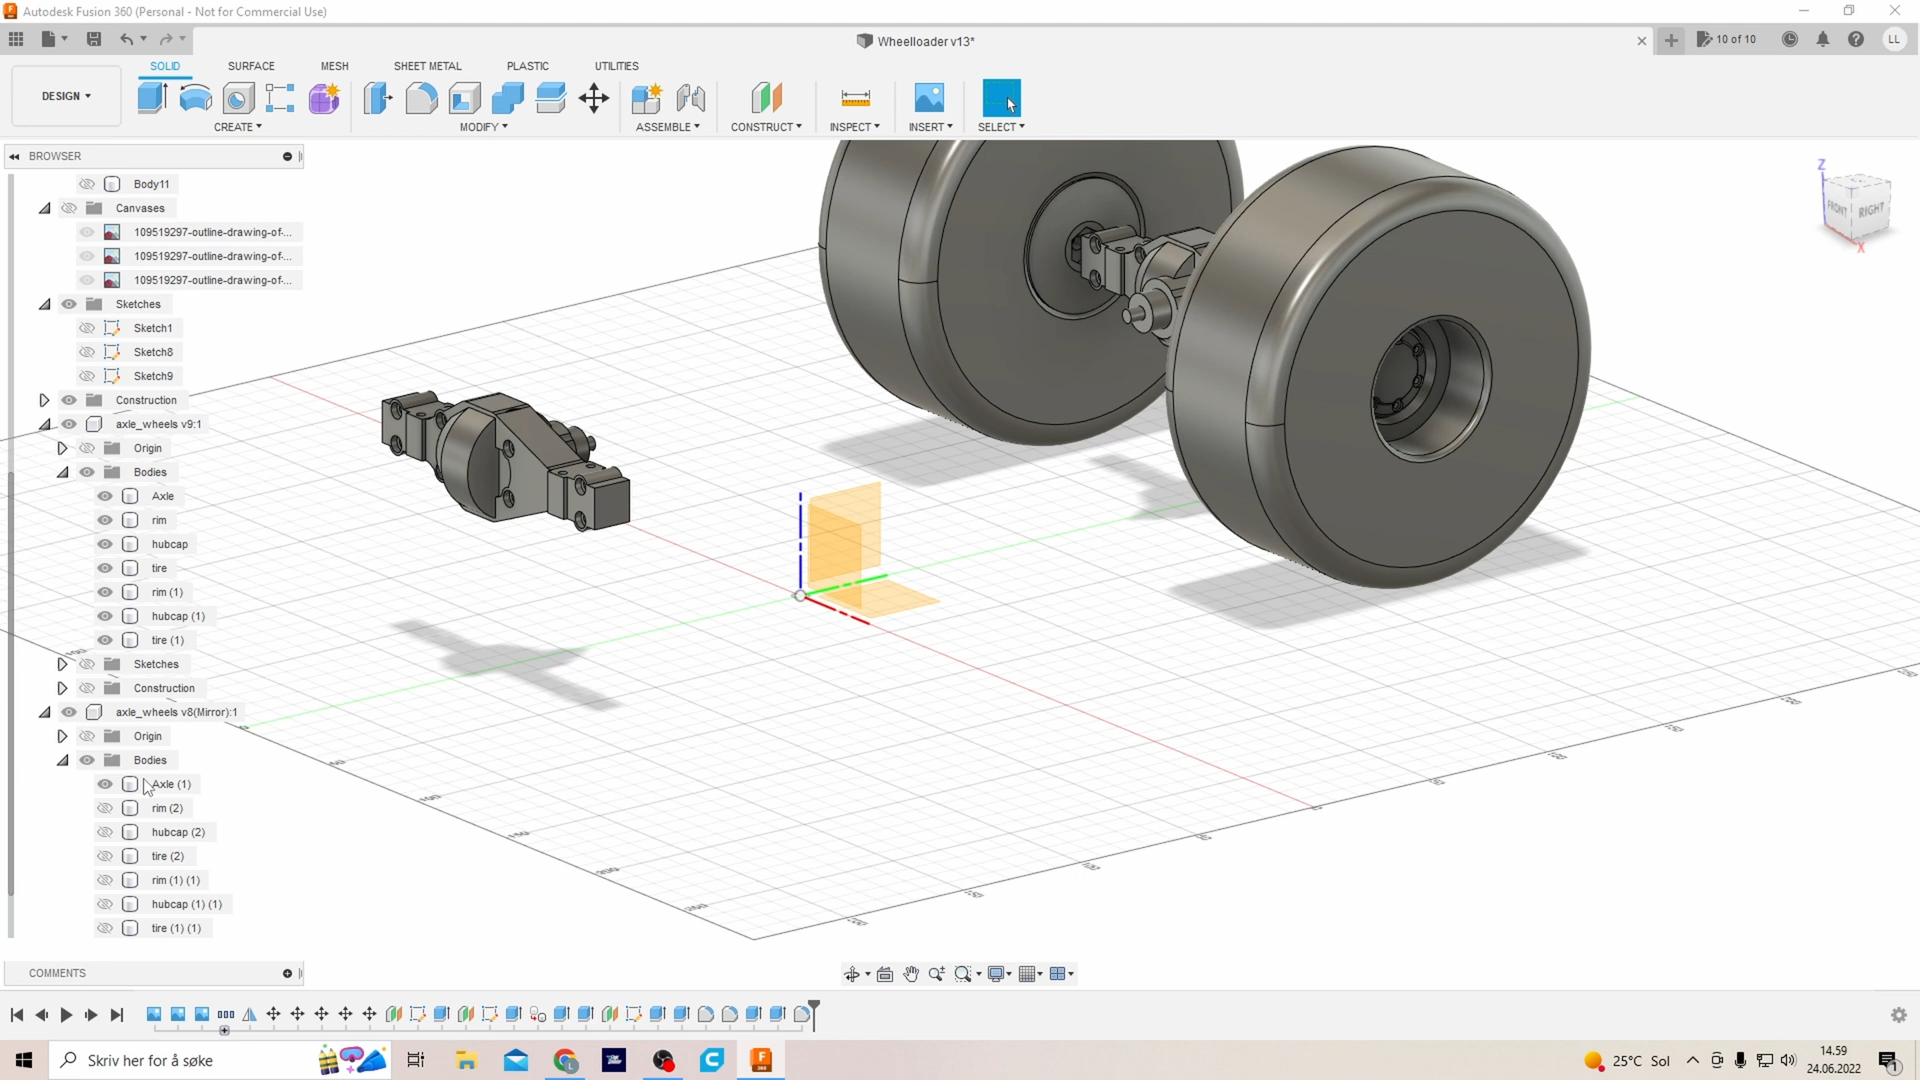 Autodesk Fusion 360 (Personal - Not for Commercial Use)
Wheelloader v13*
10 of 10
LL
SOLID
SURFACE
MESH
SHEET METAL
PLASTIC
UTILITIES
DESIGN
CREATE
MODIFY
ASSEMBLE
CONSTRUCT
INSPECT
INSERT
SELECT
BROWSER
Body11
Canvases
109519297-outline-drawing-of-...
109519297-outline-drawing-of-...
109519297-outline-drawing-of-...
Sketches
Sketch1
Sketch8
Sketch9
Construction
axle_wheels v9:1
Origin
Bodies
Axle
rim
hubcap
tire
rim (1)
hubcap (1)
tire (1)
Sketches
Construction
axle_wheels v8(Mirror):1
Origin
Bodies
Axle (1)
rim (2)
hubcap (2)
tire (2)
rim (1) (1)
hubcap (1) (1)
tire (1) (1)
Z
FRONT
RIGHT
X
COMMENTS
Skriv her for å søke
25°C Sol
14.59
24.06.2022
1